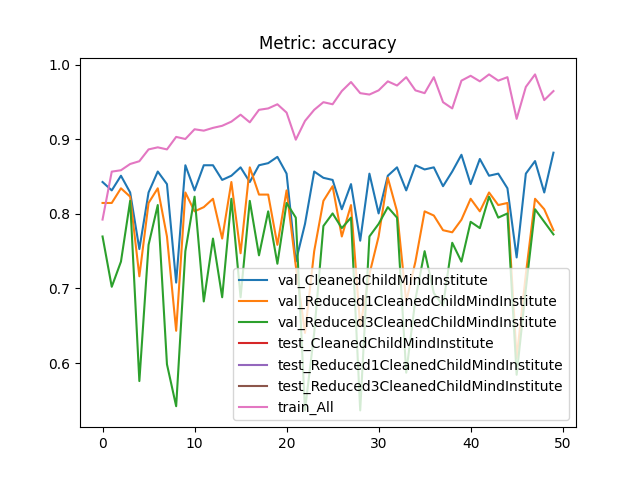 Metric: accuracy
1.0
0.9
0.8
0.7
0.6
val_CleanedChildMindInstitute
val_Reduced1CleanedChildMindInstitute
val_Reduced3CleanedChildMindInstitute
test_CleanedChildMindInstitute
test_Reduced1CleanedChildMindInstitute
test_Reduced3CleanedChildMindInstitute
train_All
0 10 20 30 40 50